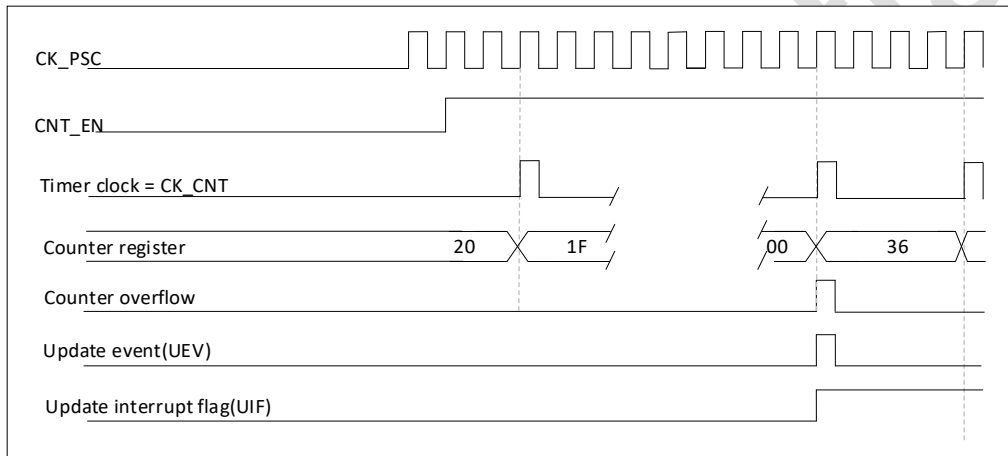 CK_PSC
CNT_EN
Timer clock = CK_CNT
Counter register 20 1F 00 36
Counter overflow
Update event(UEV)
Update interrupt flag(UIF)